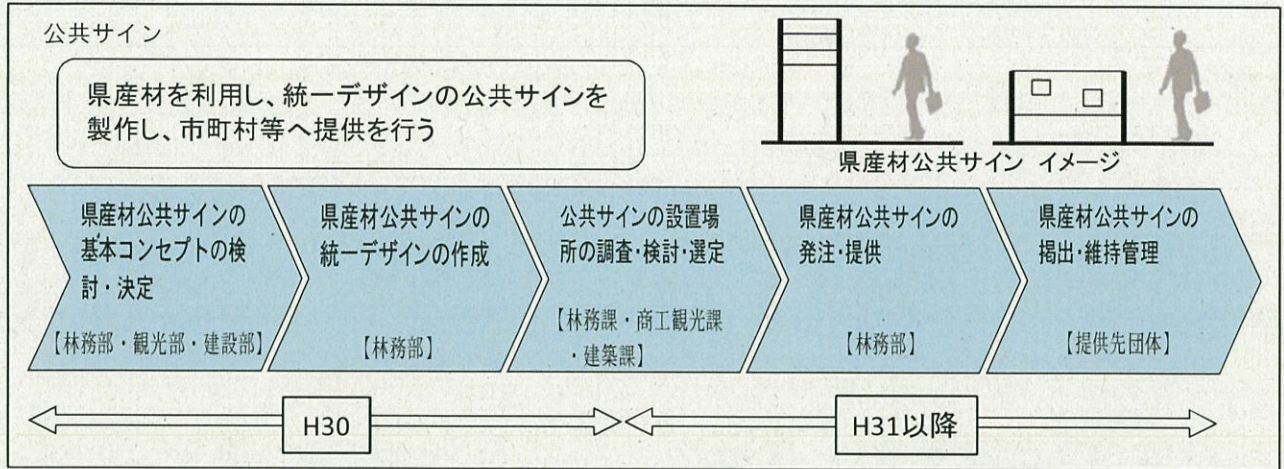 公共サイン
県産材を利用し、統一デザインの公共サインを
製作し、市町村等へ提供を行う
県産材公共サイン イメージ
県産材公共サインの
基本コンセプトの検
討・決定
【林務部・観光部・建設部】
県産材公共サインの
統一デザインの作成
【林務部】
公共サインの設置場
所の調査・検討・選定
【林務課・商工観光課
・建築課】
県産材公共サインの
発注・提供
【林務部】
県産材公共サインの
掲出・維持管理
【提供先団体】
H30
H31以降